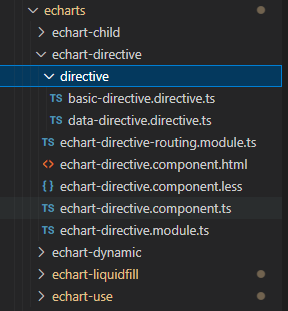 echarts
echart-child
echart-directive
directive
TS basic-directive.directive.ts
TS data-directive.directive.ts
TS echart-directive-routing.module.ts
<> echart-directive.component.html
{ } echart-directive.component.less
TS echart-directive.component.ts
TS echart-directive.module.ts
echart-dynamic
echart-liquidfill
echart-use